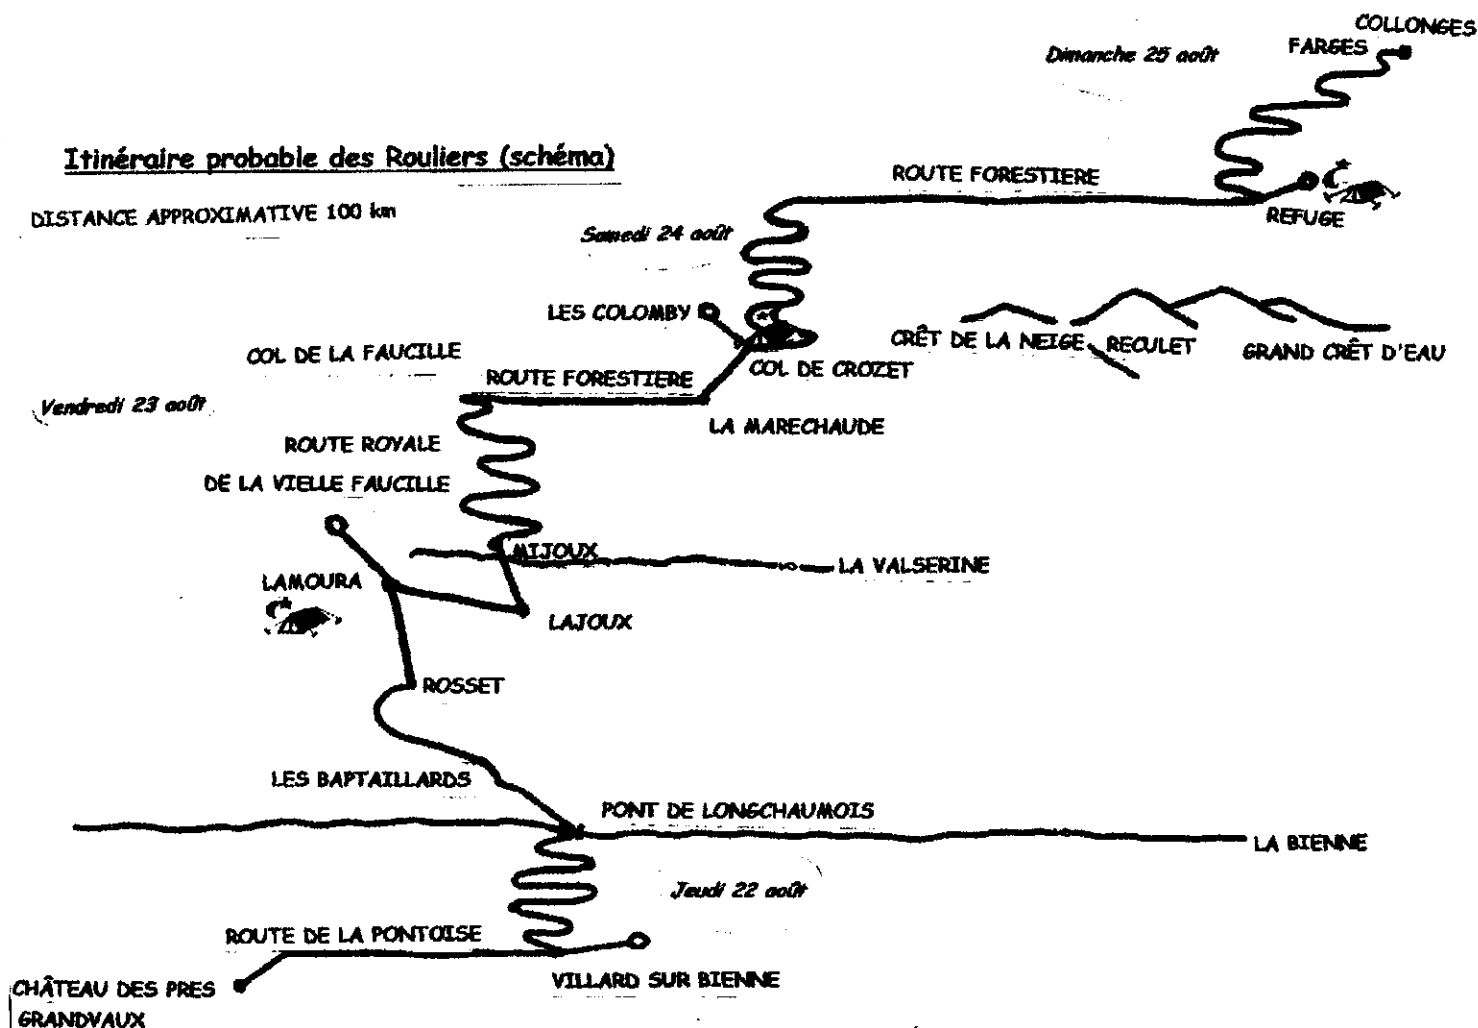 COLLONGES
FARGES
Dimanche 25 août
Itinéraire probable des Rouliers (schéma)
ROUTE FORESTIERE
DISTANCE APPROXIMATIVE 100 km
REFUGE
Samedi 24 août
LES COLOMBY
CRÊT DE LA NEIGE
RECULET
GRAND CRÊT D'EAU
COL DE LA FAUCILLE
COL DE CROZET
ROUTE FORESTIERE
Vendredi 23 août
LA MARECHAUDE
ROUTE ROYALE
DE LA VIELLE FAUCILLE
MIJOUX
LA VALSERINE
LAMOURA
LAJOUX
ROSSET
LES BAPTAILLARDS
PONT DE LONGCHAUMOIS
LA BIENNE
Jeudi 22 août
ROUTE DE LA PONTOISE
VILLARD SUR BIENNE
CHÂTEAU DES PRES
GRANDVAUX